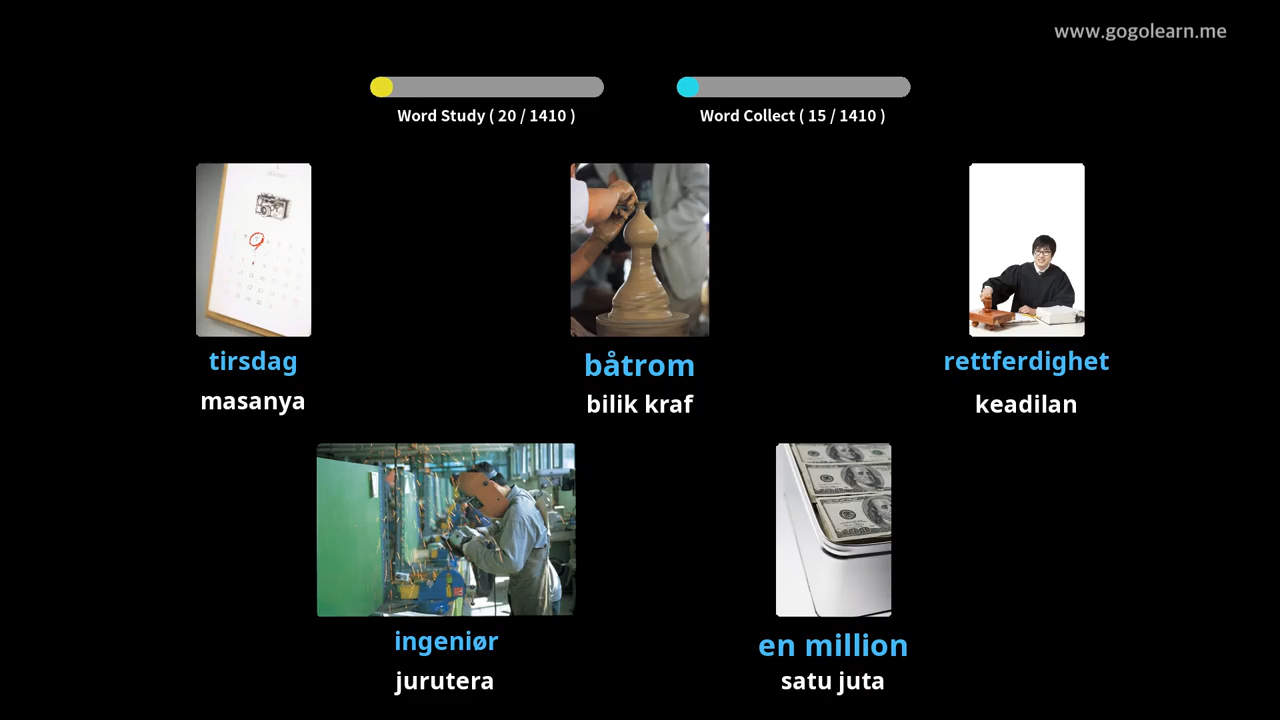 www.gogolearn.me
Word Study ( 20 / 1410 )
Word Collect ( 15 / 1410 )
tirsdag
masanya
båtrom
bilik kraf
rettferdighet
keadilan
ingeniør
jurutera
en million
satu juta